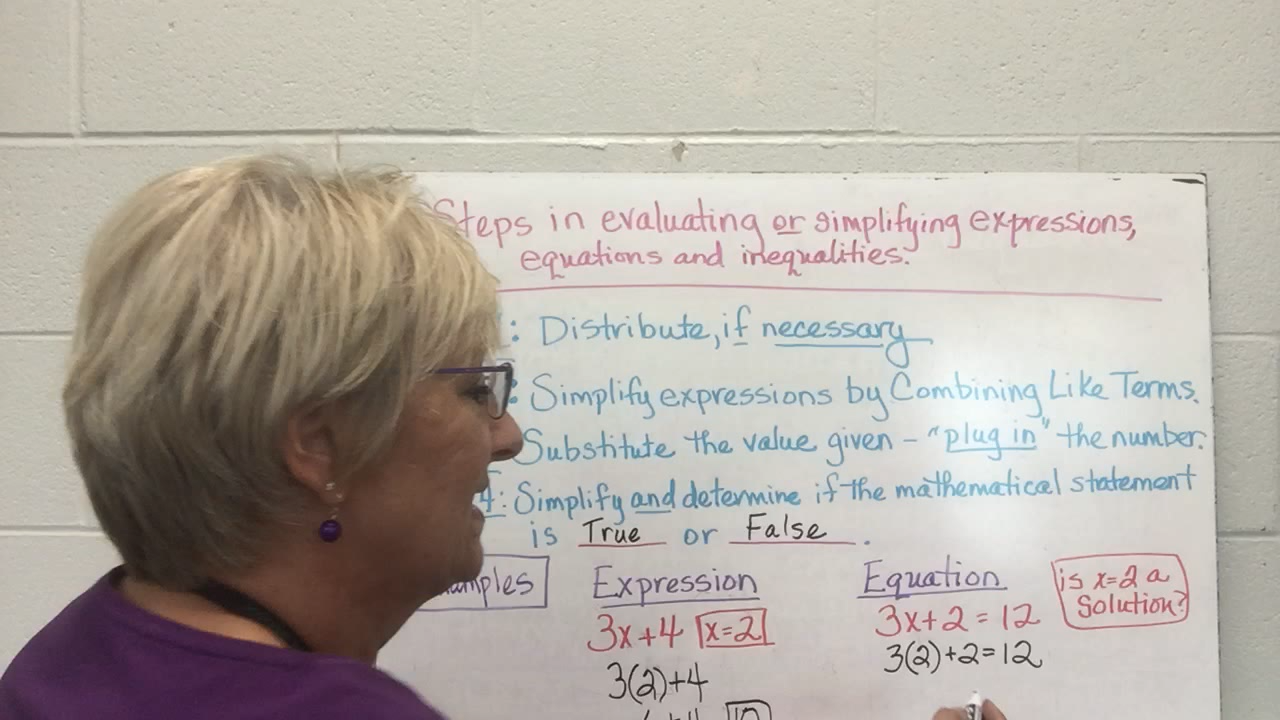 Steps in evaluating or simplifying expressions,
equations and inequalities.
: Distribute, if necessary
: Simplify expressions by Combining Like Terms.
Substitute the value given - "plug in" the number.
4: Simplify and determine if the mathematical statement
is True or False.
Expression
Equation
is x=2 a
Solution?
3x+4 x=2
3x+2=12
3(2)+4
3(2)+2=12